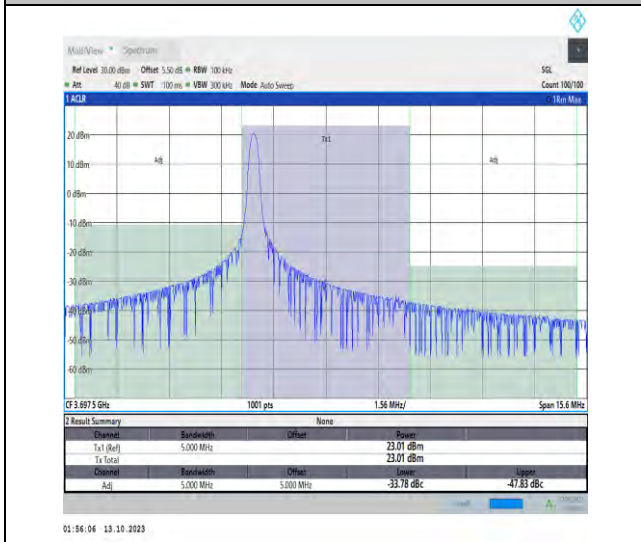 MultiView Spectrum
Ref Level 30.00 dBm Offset 5.50 dB RBW 100 kHz SGL
Att 40 dB SWT 100 ms VBW 300 kHz Mode Auto Sweep Count 100/100
1 ACLR 1Rm Max
Tx1
Adj Adj
20 dBm
10 dBm
0 dBm
-10 dBm
-20 dBm
-30 dBm
-40 dBm
-50 dBm
-60 dBm
CF 3.6975 GHz 1001 pts 1.56 MHz/ Span 15.6 MHz
2 Result Summary None
Channel Bandwidth Offset Power
Tx1 (Ref) 5.000 MHz 23.01 dBm
Tx Total 23.01 dBm
Channel Bandwidth Offset Lower Upper
Adj 5.000 MHz 5.000 MHz -33.78 dBc -47.83 dBc
01:56:06 13.10.2023